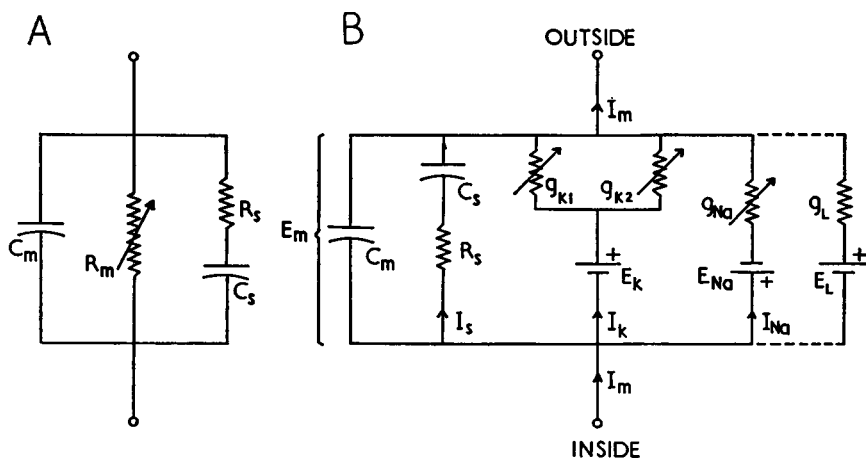 A
Cm
Rm
Rs
Cs
B
OUTSIDE
Im
Em
Cm
Cs
Rs
Is
gK1
gK2
+
EK
Ik
gNa
ENa
+
INa
gL
+
EL
Im
INSIDE